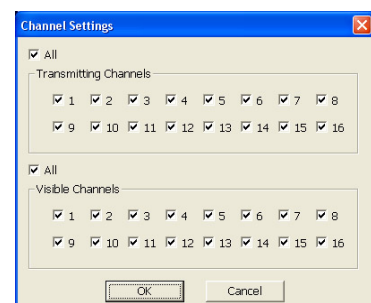 Channel Settings
All
Transmitting Channels
1 2 3 4 5 6 7 8
9 10 11 12 13 14 15 16
All
Visible Channels
1 2 3 4 5 6 7 8
9 10 11 12 13 14 15 16
OK Cancel